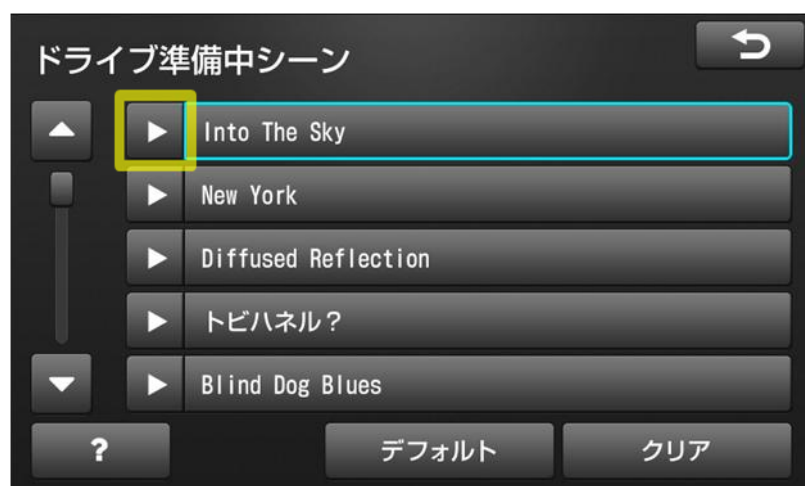 ドライブ準備中シーン
Into The Sky
New York
Diffused Reflection
トビハネル？
Blind Dog Blues
?
デフォルト
クリア